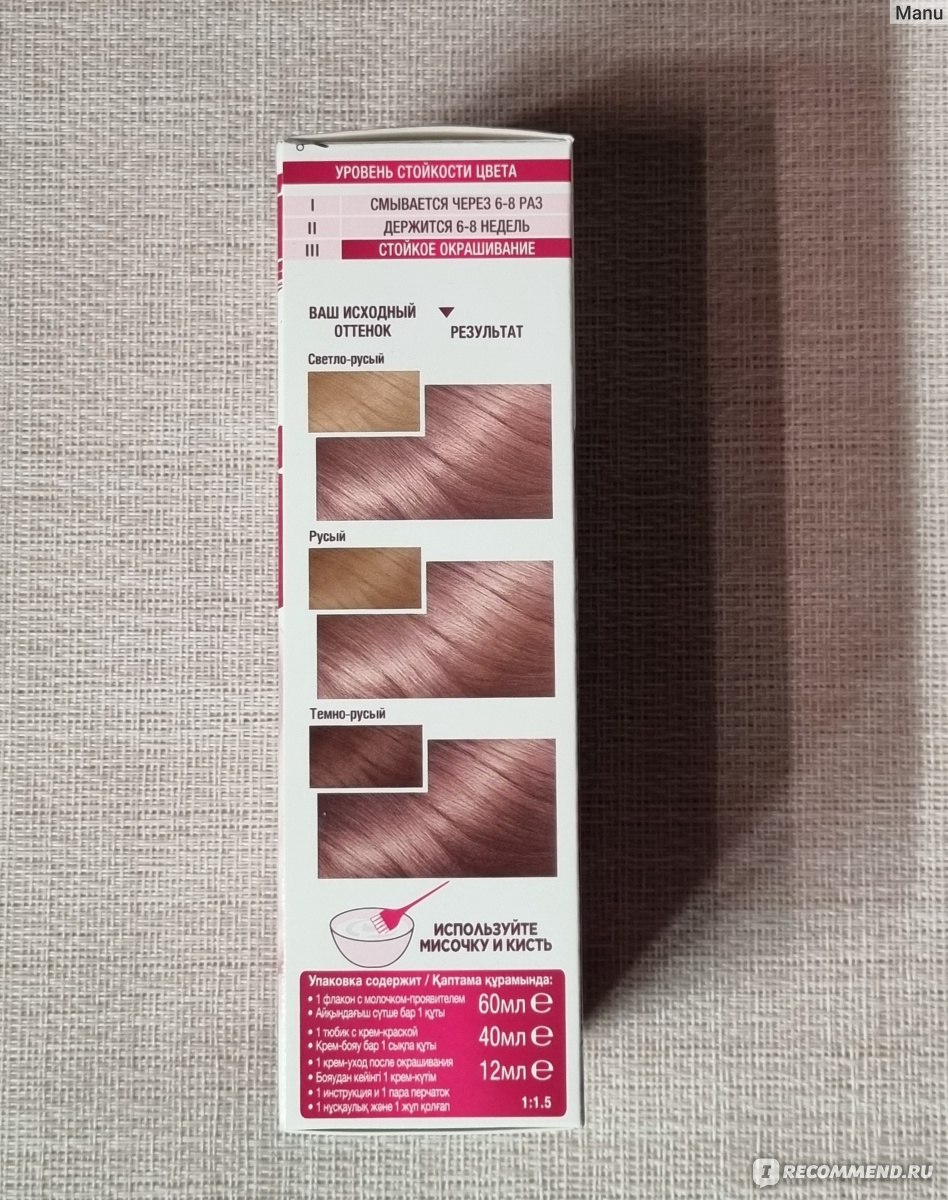 Manu
УРОВЕНЬ СТОЙКОСТИ ЦВЕТА
I СМЫВАЕТСЯ ЧЕРЕЗ 6-8 РАЗ
II ДЕРЖИТСЯ 6-8 НЕДЕЛЬ
III СТОЙКОЕ ОКРАШИВАНИЕ
ВАШ ИСХОДНЫЙ
ОТТЕНОК
РЕЗУЛЬТАТ
Светло-русый
Русый
Темно-русый
ИСПОЛЬЗУЙТЕ
МИСОЧКУ И КИСТЬ
Упаковка содержит / Қаптама құрамында:
• 1 флакон с молочком-проявителем 60мл ℮
• Айқындағыш сүтше бар 1 құты
• 1 тюбик с крем-краской 40мл ℮
• Крем-бояу бар 1 сықпа құты
• 1 крем-уход после окрашивания 12мл ℮
• Бояудан кейінгі 1 крем-күтім
• 1 инструкция и 1 пара перчаток
• 1 нұсқаулық және 1 жұп қолғап 1:1.5
I RECOMMEND.RU